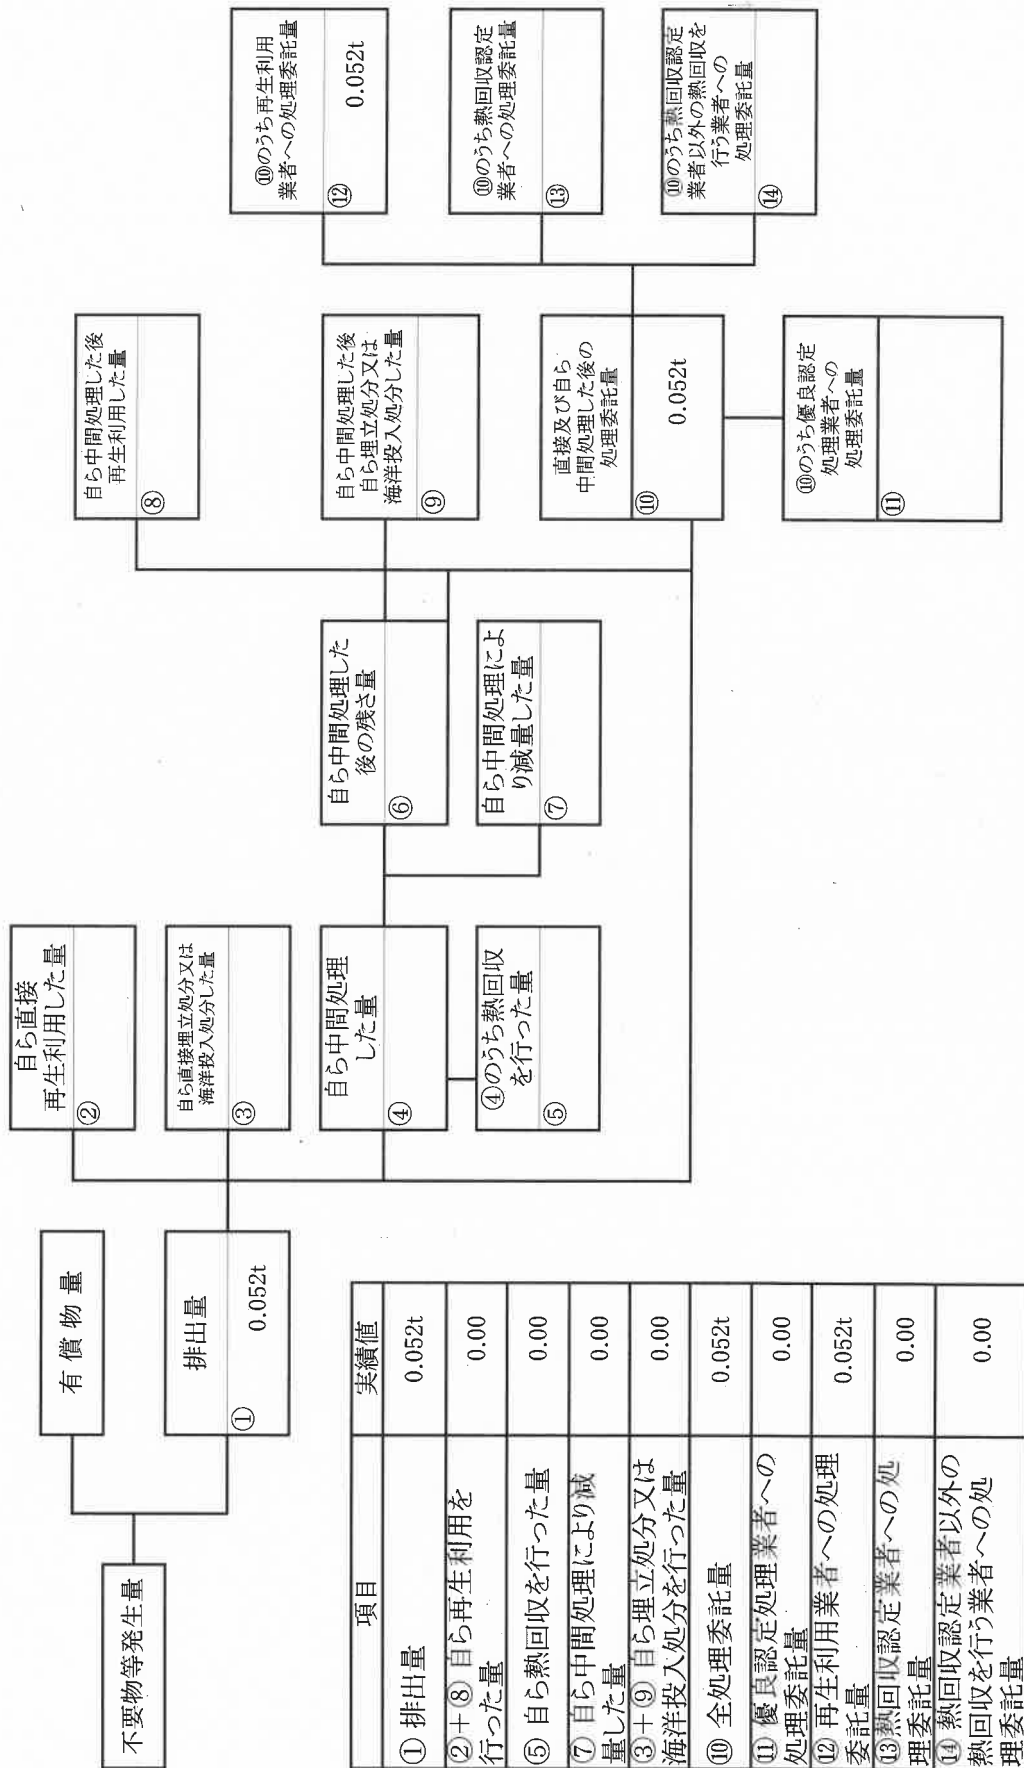 不要物等発生量
有償物量
排出量
①
0.052t
自ら直接
再生利用した量
②
自ら直接埋立処分又は
海洋投入処分した量
③
自ら中間処理
した量
④
④のうち熱回収
を行った量
⑤
自ら中間処理した
後の残さ量
⑥
自ら中間処理によ
り減量した量
⑦
自ら中間処理した後
再生利用した量
⑧
自ら中間処理した後
自ら埋立処分又は
海洋投入処分した量
⑨
直接及び自ら
中間処理した後の
処理委託量
⑩
0.052t
⑩のうち優良認定
処理業者への
処理委託量
⑪
⑩のうち再生利用
業者への処理委託量
⑫
0.052t
⑩のうち熱回収認定
業者への処理委託量
⑬
⑩のうち熱回収認定
業者以外の熱回収を
行う業者への
処理委託量
⑭
項目 実績値
① 排出量 0.052t
②+⑧ 自ら再生利用を
行った量 0.00
⑤ 自ら熱回収を行った量 0.00
⑦ 自ら中間処理により減
量した量 0.00
③+⑨ 自ら埋立処分又は
海洋投入処分を行った量 0.00
⑩ 全処理委託量 0.052t
⑪ 優良認定処理業者への
処理委託量 0.00
⑫ 再生利用業者への処理
委託量 0.052t
⑬熱回収認定業者への処
理委託量 0.00
⑭ 熱回収認定業者以外の
熱回収を行う業者への処
理委託量 0.00